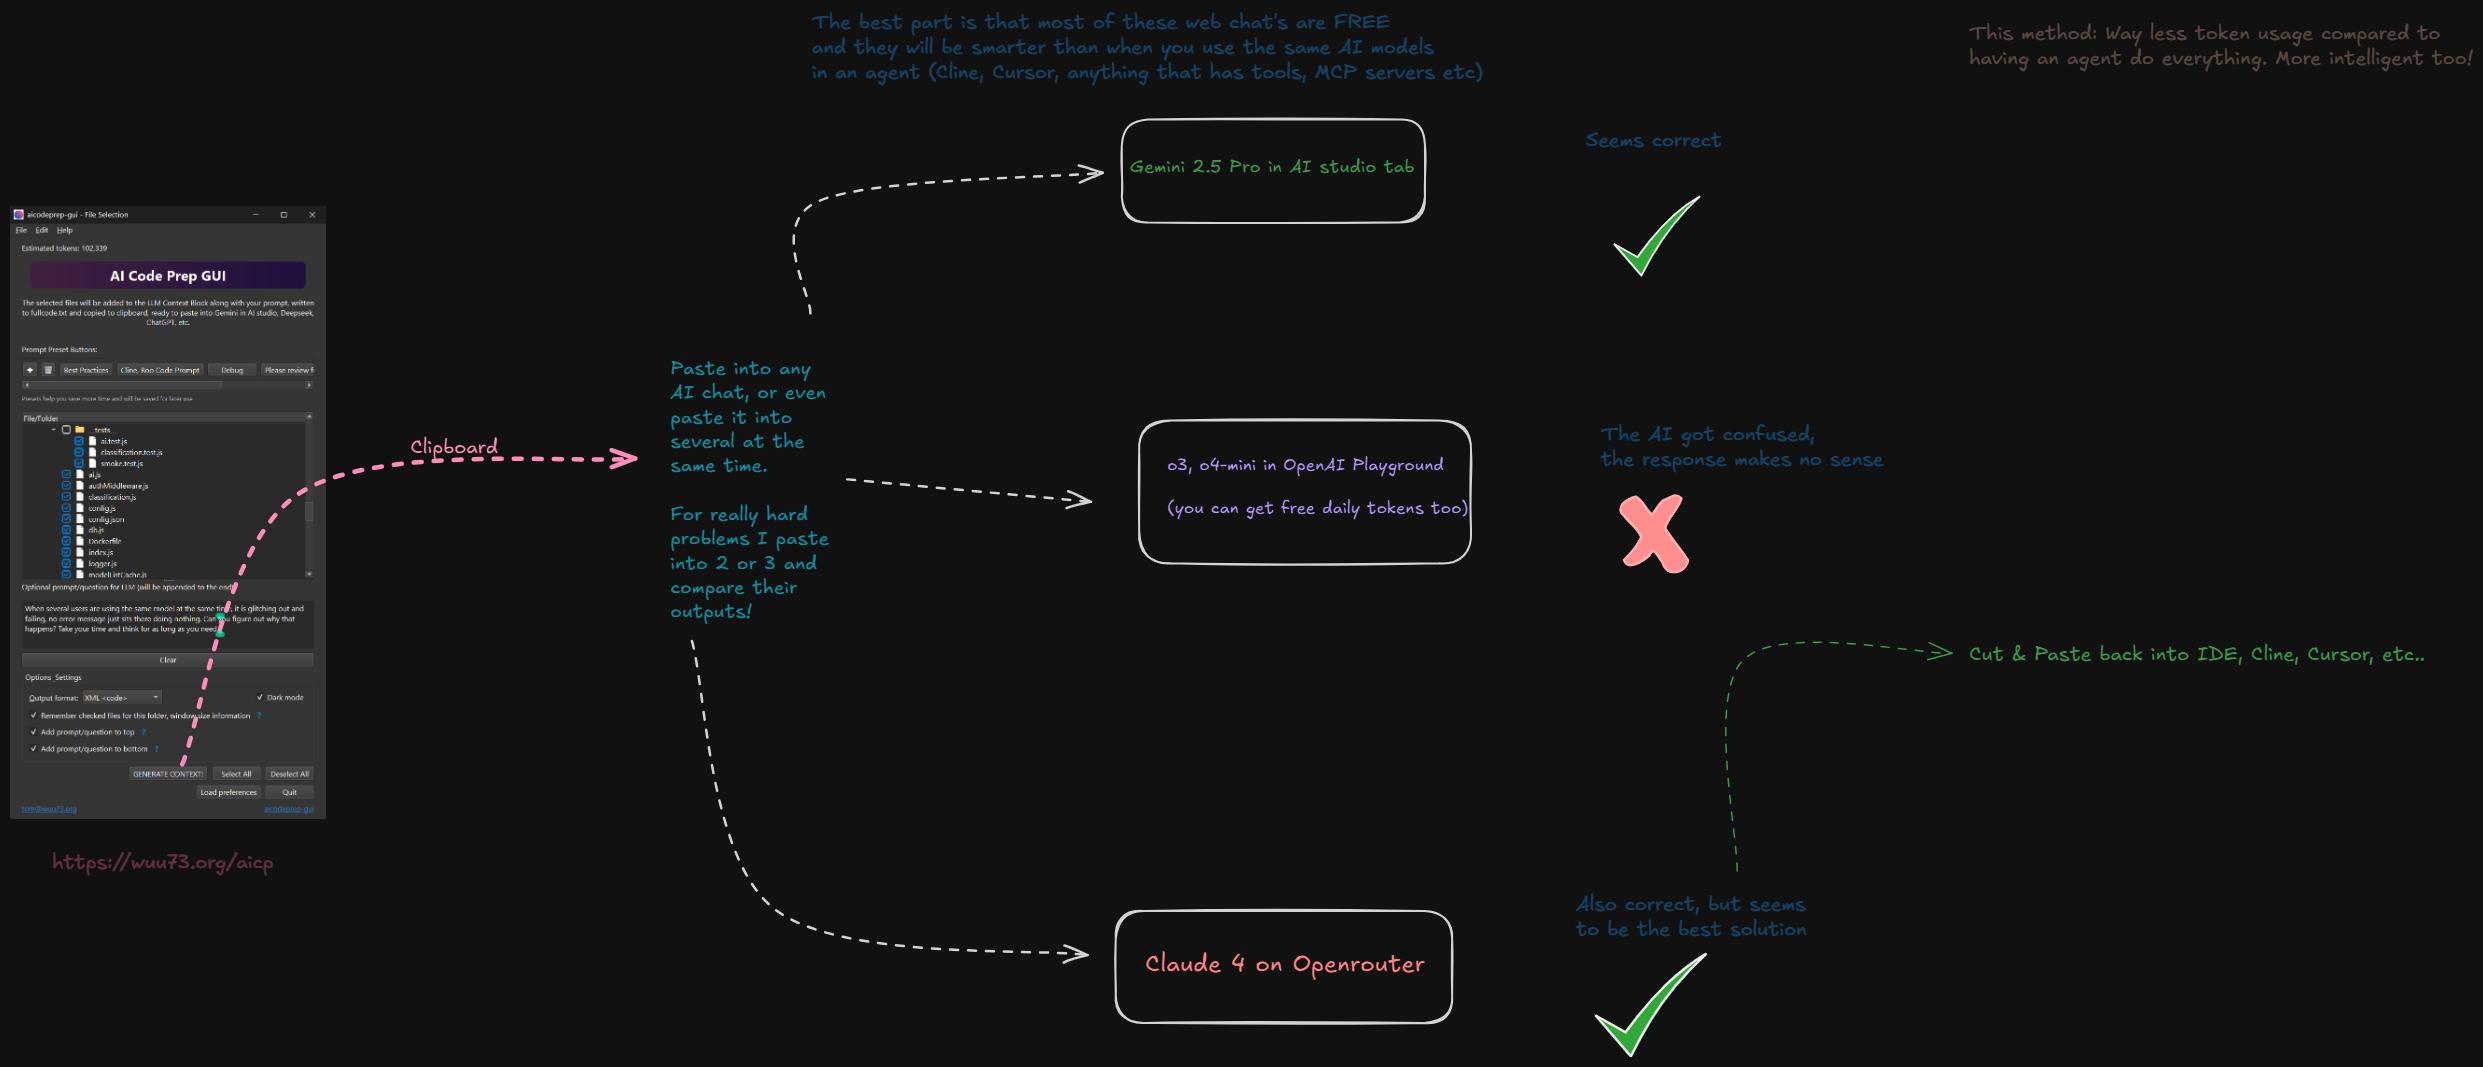 The best part is that most of these web chat's are FREE
and they will be smarter than when you use the same AI models
in an agent (Cline, Cursor, anything that has tools, MCP servers etc)
This method: Way less token usage compared to
having an agent do everything. More intelligent too!
aicodeprep-gui - File Selection
File Edit Help
Estimated tokens: 102,339
AI Code Prep GUI
The selected files will be added to the LLM Context Block along with your prompt, written
to fullcode.txt and copied to clipboard, ready to paste into Gemini in AI studio, Deepseek,
ChatGPT, etc.
Prompt Preset Buttons:
Best Practices Cline, Roo Code Prompt Debug Please review f
Presets help you save more time and will be saved for later use
File/Folder
__tests__
ai.test.js
classification.test.js
smoke.test.js
ai.js
authMiddleware.js
classification.js
config.js
config.json
db.js
Dockerfile
index.js
logger.js
modelListCache.js
Optional prompt/question for LLM (will be appended to the end)
When several users are using the same model at the same time, it is glitching out and
failing, no error message just sits there doing nothing. Can you figure out why that
happens? Take your time and think for as long as you need
Clear
Options_Settings
Output format: XML <code> Dark mode
Remember checked files for this folder, window size information ?
Add prompt/question to top ?
Add prompt/question to bottom ?
GENERATE CONTEXT! Select All Deselect All
Load preferences Quit
tom@wuu73.org aicodeprep-gui
https://wuu73.org/aicp
Clipboard
Paste into any
AI chat, or even
paste it into
several at the
same time.
For really hard
problems I paste
into 2 or 3 and
compare their
outputs!
Gemini 2.5 Pro in AI studio tab
Seems correct
o3, o4-mini in OpenAI Playground
(you can get free daily tokens too)
The AI got confused,
the response makes no sense
Cut & Paste back into IDE, Cline, Cursor, etc..
Claude 4 on Openrouter
Also correct, but seems
to be the best solution